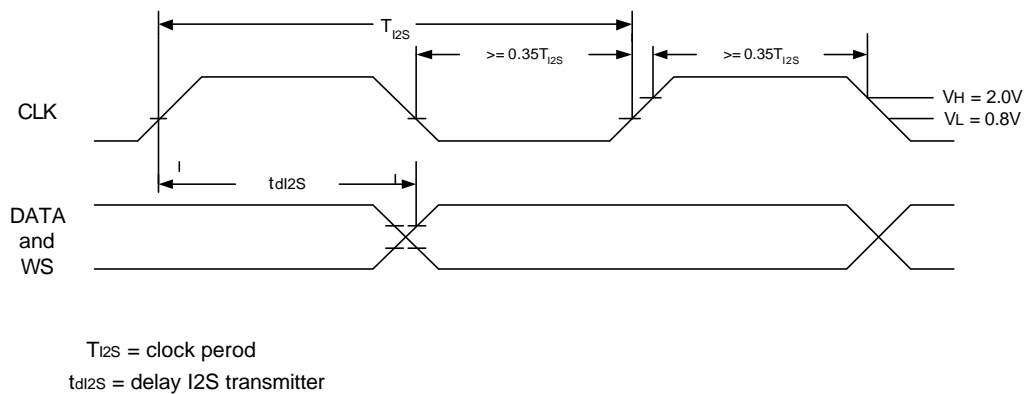 TI2S
>= 0.35TI2S
>= 0.35TI2S
CLK
VH = 2.0V
VL = 0.8V
tdI2S
DATA
and
WS
TI2S = clock perod
tdI2S = delay I2S transmitter